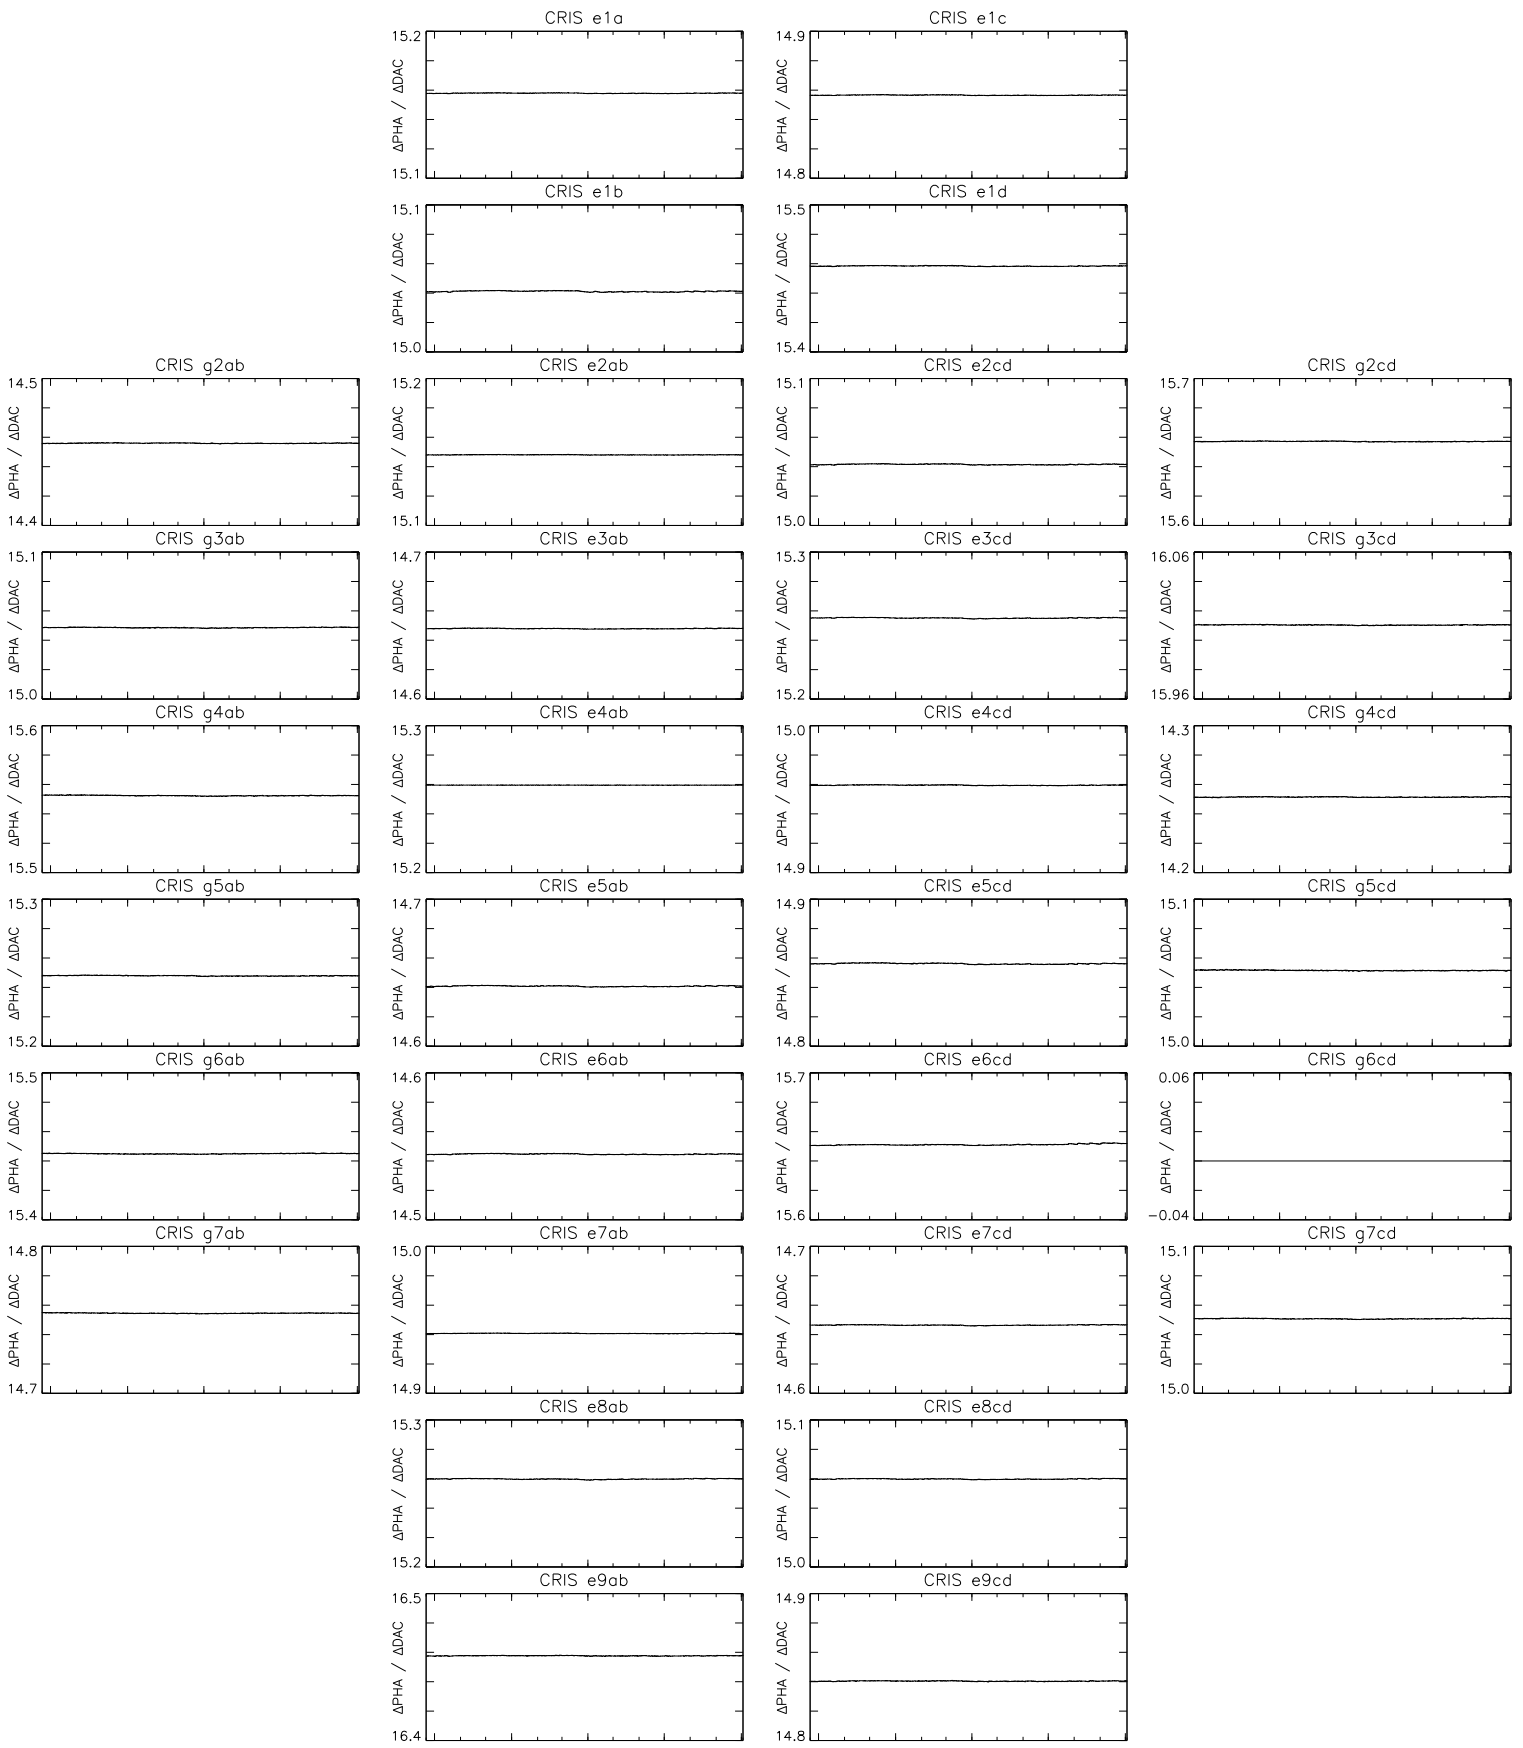 CRIS e1a
15.2
ΔPHA / ΔDAC
15.1
CRIS e1c
14.9
ΔPHA / ΔDAC
14.8
CRIS e1b
15.1
ΔPHA / ΔDAC
15.0
CRIS e1d
15.5
ΔPHA / ΔDAC
15.4
CRIS g2ab
14.5
ΔPHA / ΔDAC
14.4
CRIS e2ab
15.2
ΔPHA / ΔDAC
15.1
CRIS e2cd
15.1
ΔPHA / ΔDAC
15.0
CRIS g2cd
15.7
ΔPHA / ΔDAC
15.6
CRIS g3ab
15.1
ΔPHA / ΔDAC
15.0
CRIS e3ab
14.7
ΔPHA / ΔDAC
14.6
CRIS e3cd
15.3
ΔPHA / ΔDAC
15.2
CRIS g3cd
16.06
ΔPHA / ΔDAC
15.96
CRIS g4ab
15.6
ΔPHA / ΔDAC
15.5
CRIS e4ab
15.3
ΔPHA / ΔDAC
15.2
CRIS e4cd
15.0
ΔPHA / ΔDAC
14.9
CRIS g4cd
14.3
ΔPHA / ΔDAC
14.2
CRIS g5ab
15.3
ΔPHA / ΔDAC
15.2
CRIS e5ab
14.7
ΔPHA / ΔDAC
14.6
CRIS e5cd
14.9
ΔPHA / ΔDAC
14.8
CRIS g5cd
15.1
ΔPHA / ΔDAC
15.0
CRIS g6ab
15.5
ΔPHA / ΔDAC
15.4
CRIS e6ab
14.6
ΔPHA / ΔDAC
14.5
CRIS e6cd
15.7
ΔPHA / ΔDAC
15.6
CRIS g6cd
0.06
ΔPHA / ΔDAC
−0.04
CRIS g7ab
14.8
ΔPHA / ΔDAC
14.7
CRIS e7ab
15.0
ΔPHA / ΔDAC
14.9
CRIS e7cd
14.7
ΔPHA / ΔDAC
14.6
CRIS g7cd
15.1
ΔPHA / ΔDAC
15.0
CRIS e8ab
15.3
ΔPHA / ΔDAC
15.2
CRIS e8cd
15.1
ΔPHA / ΔDAC
15.0
CRIS e9ab
16.5
ΔPHA / ΔDAC
16.4
CRIS e9cd
14.9
ΔPHA / ΔDAC
14.8